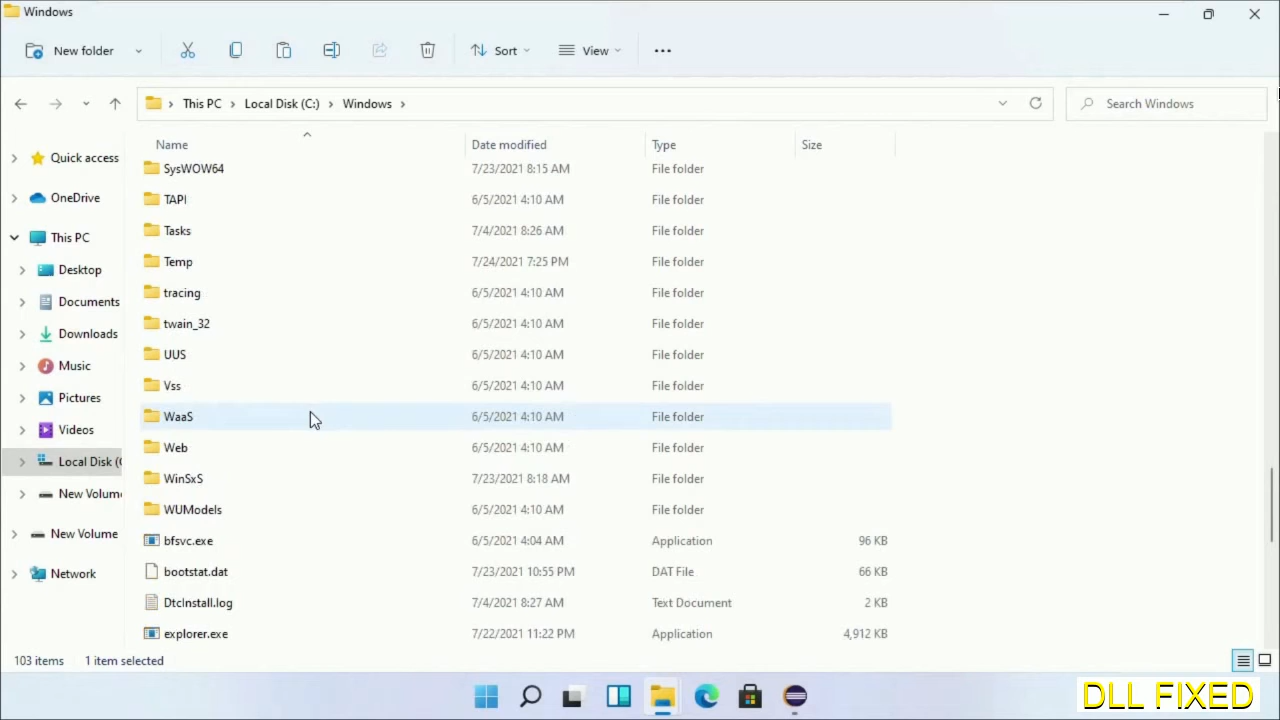 Windows
New folder Sort View
This PC Local Disk (C:) Windows Search Windows
Name Date modified Type Size
Quick access
OneDrive
This PC
Desktop
Documents
Downloads
Music
Pictures
Videos
Local Disk (
New Volum
New Volume
Network
SysWOW64 7/23/2021 8:15 AM File folder
TAPI 6/5/2021 4:10 AM File folder
Tasks 7/4/2021 8:26 AM File folder
Temp 7/24/2021 7:25 PM File folder
tracing 6/5/2021 4:10 AM File folder
twain_32 6/5/2021 4:10 AM File folder
UUS 6/5/2021 4:10 AM File folder
Vss 6/5/2021 4:10 AM File folder
WaaS 6/5/2021 4:10 AM File folder
Web 6/5/2021 4:10 AM File folder
WinSxS 7/23/2021 8:18 AM File folder
WUModels 6/5/2021 4:10 AM File folder
bfsvc.exe 6/5/2021 4:04 AM Application 96 KB
bootstat.dat 7/23/2021 10:55 PM DAT File 66 KB
DtcInstall.log 7/4/2021 8:27 AM Text Document 2 KB
explorer.exe 7/22/2021 11:22 PM Application 4,912 KB
103 items 1 item selected
DLL FIXED